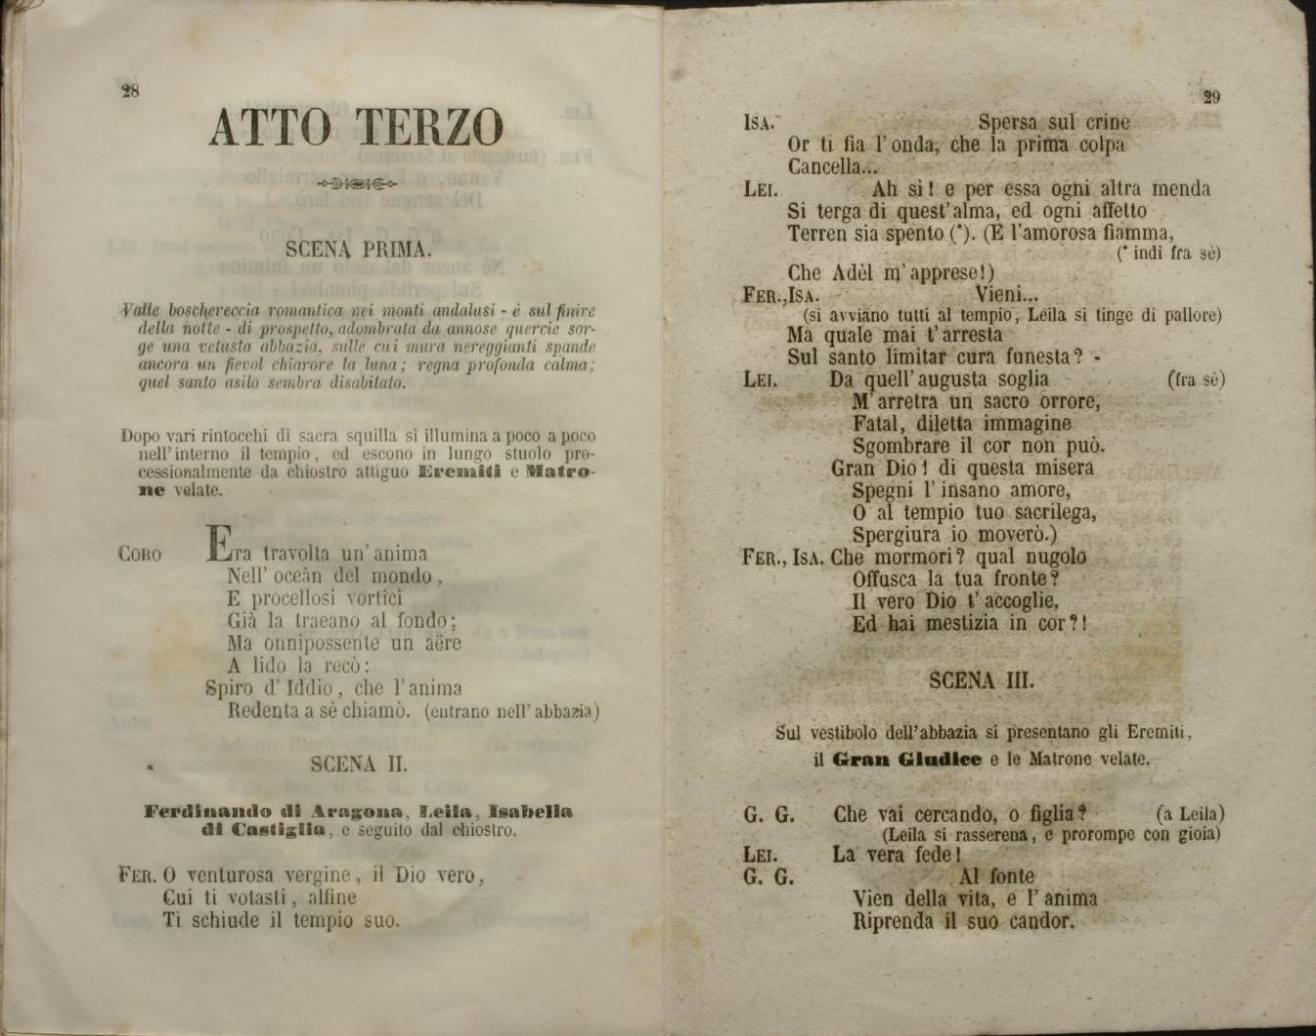 28
ATTO TERZO
SCENA PRIMA.
Valle boschereccia romantica nei monti andalusi - è sul finire
della notte - di prospetto, adombrata da annose quercie sor-
ge una vetusta abbazia, sulle cui mura nereggianti spande
ancora un fievol chiarore la luna; regna profonda calma;
quel santo asilo sembra disabitato.
Dopo vari rintocchi di sacra squilla si illumina a poco a poco
nell'interno il tempio, ed escono in lungo stuolo pro-
cessionalmente da chiostro attiguo Eremiti e Matro-
ne velate.
CORO Era travolta un'anima
Nell' oceàn del mondo,
E procellosi vortici
Già la traeano al fondo;
Ma onnipossente un aëre
A lido la recò:
Spiro d' Iddio, che l'anima
Redenta a sè chiamò. (entrano nell'abbazia)
SCENA II.
Ferdinando di Aragona, Leila, Isabella
di Castiglia, e seguito dal chiostro.
FER. O venturosa vergine, il Dio vero,
Cui ti votasti, alfine
Ti schiude il tempio suo.
29
ISA. Spersa sul crine
Or ti fia l'onda, che la prima colpa
Cancella...
LEI. Ah sì! e per essa ogni altra menda
Si terga di quest'alma, ed ogni affetto
Terren sia spento (*). (E l'amorosa fiamma,
(* indi fra sè)
Che Adèl m'apprese!)
FER., ISA. Vieni...
(si avviano tutti al tempio, Leila si tinge di pallore)
Ma quale mai t'arresta
Sul santo limitar cura funesta? -
LEI. Da quell'augusta soglia (fra sè)
M'arretra un sacro orrore,
Fatal, diletta immagine
Sgombrare il cor non può.
Gran Dio! di questa misera
Spegni l'insano amore,
O al tempio tuo sacrilega,
Spergiura io moverò.)
FER., ISA. Che mormori? qual nugolo
Offusca la tua fronte?
Il vero Dio t'accoglie,
Ed hai mestizia in cor?!
SCENA III.
Sul vestibolo dell'abbazia si presentano gli Eremiti,
il Gran Giudice e le Matrone velate.
G. G. Che vai cercando, o figlia? (a Leila)
(Leila si rasserena, e prorompe con gioia)
LEI. La vera fede!
G. G. Al fonte
Vien della vita, e l'anima
Riprenda il suo candor.